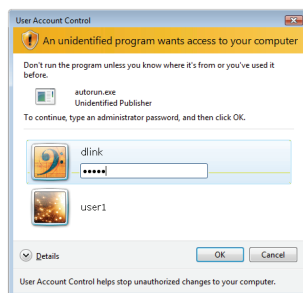 User Account Control
An unidentified program wants access to your computer
Don't run the program unless you know where it's from or you've used it
before.
autorun.exe
Unidentified Publisher
To continue, type an administrator password, and then click OK.
dlink
•••••
user1
Details
OK
Cancel
User Account Control helps stop unauthorized changes to your computer.